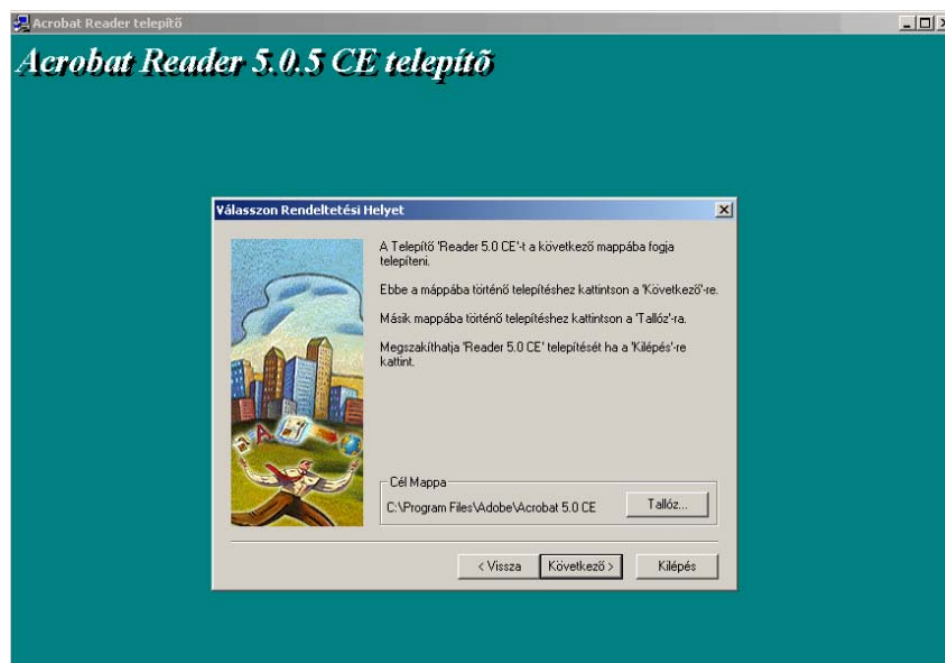 Acrobat Reader telepítõ
Acrobat Reader 5.0.5 CE telepítõ
Válasszon Rendeltetési Helyet
A Telepítő 'Reader 5.0 CE'-t a következő mappába fogja
telepíteni.
Ebbe a máppába történő telepítéshez kattintson a 'Következő'-re.
Másik mappába történő telepítéshez kattintson a 'Tallóz'-ra.
Megszakíthatja 'Reader 5.0 CE' telepítését ha a 'Kilépés'-re
kattint.
A
Cél Mappa
C:\Program Files\Adobe\Acrobat 5.0 CE
Tallóz...
< Vissza
Következő >
Kilépés